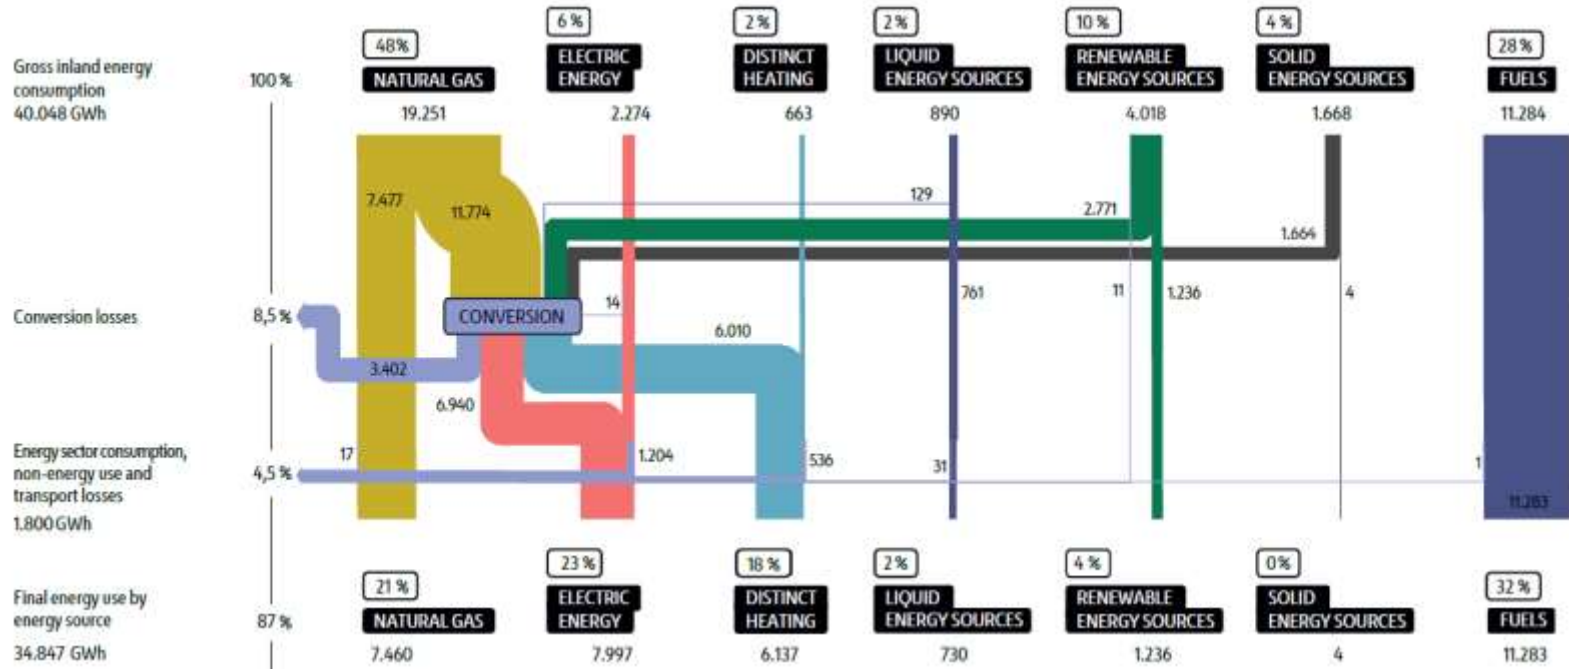 6 %
2 %
2 %
10 %
4 %
48%
28 %
ELECTRIC
ENERGY
DISTINCT
HEATING
LIQUID
ENERGY SOURCES
RENEWABLE
ENERGY SOURCES
SOLID
ENERGY SOURCES
NATURAL GAS
FUELS
Gross inland energy
consumption
40.048 GWh
100 %
19.251
2.274
663
890
4.018
1.668
11.284
7.477
11.774
129
2.771
1.664
14
761
11
1.236
4
Conversion losses
8,5 %
CONVERSION
6.010
3.402
6.940
Energy sector consumption,
non-energy use and
transport losses
1.800 GWh
4,5 %
17
1.204
536
31
1
11.283
23 %
18 %
2 %
4 %
0%
21 %
32 %
ELECTRIC
ENERGY
DISTINCT
HEATING
LIQUID
ENERGY SOURCES
RENEWABLE
ENERGY SOURCES
SOLID
ENERGY SOURCES
NATURAL GAS
FUELS
Final energy use by
energy source
34.847 GWh
87 %
7.460
7.997
6.137
730
1.236
4
11.283